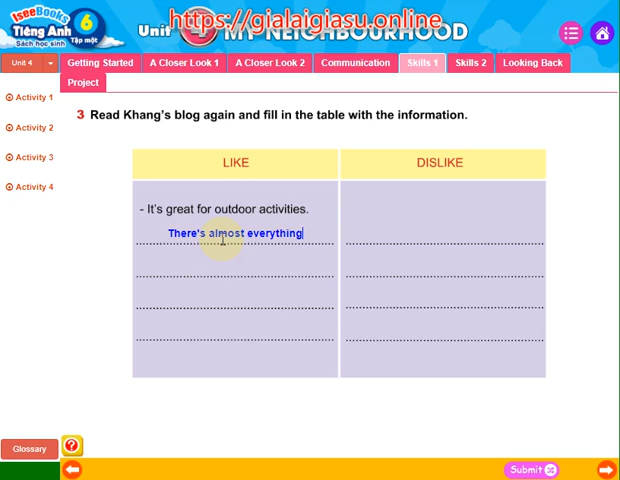 IseeBooks
Tiếng Anh 6
Tập một
Sách học sinh
https://gialaigiasu.online
Unit 4 MY NEIGHBOURHOOD
Unit 4
Getting Started
A Closer Look 1
A Closer Look 2
Communication
Skills 1
Skills 2
Looking Back
Project
Activity 1
Activity 2
Activity 3
Activity 4
3 Read Khang's blog again and fill in the table with the information.
LIKE
DISLIKE
- It's great for outdoor activities.
There's almost everything
Glossary
?
Submit